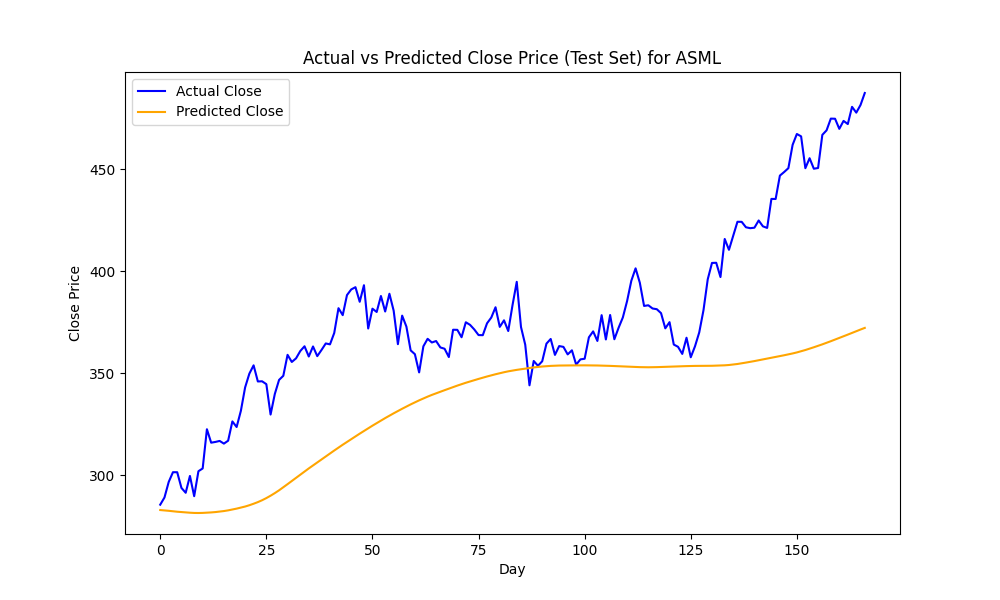 Actual vs Predicted Close Price (Test Set) for ASML
Actual Close
Predicted Close
450
400
350
300
Close Price
0
25
50
75
100
125
150
Day